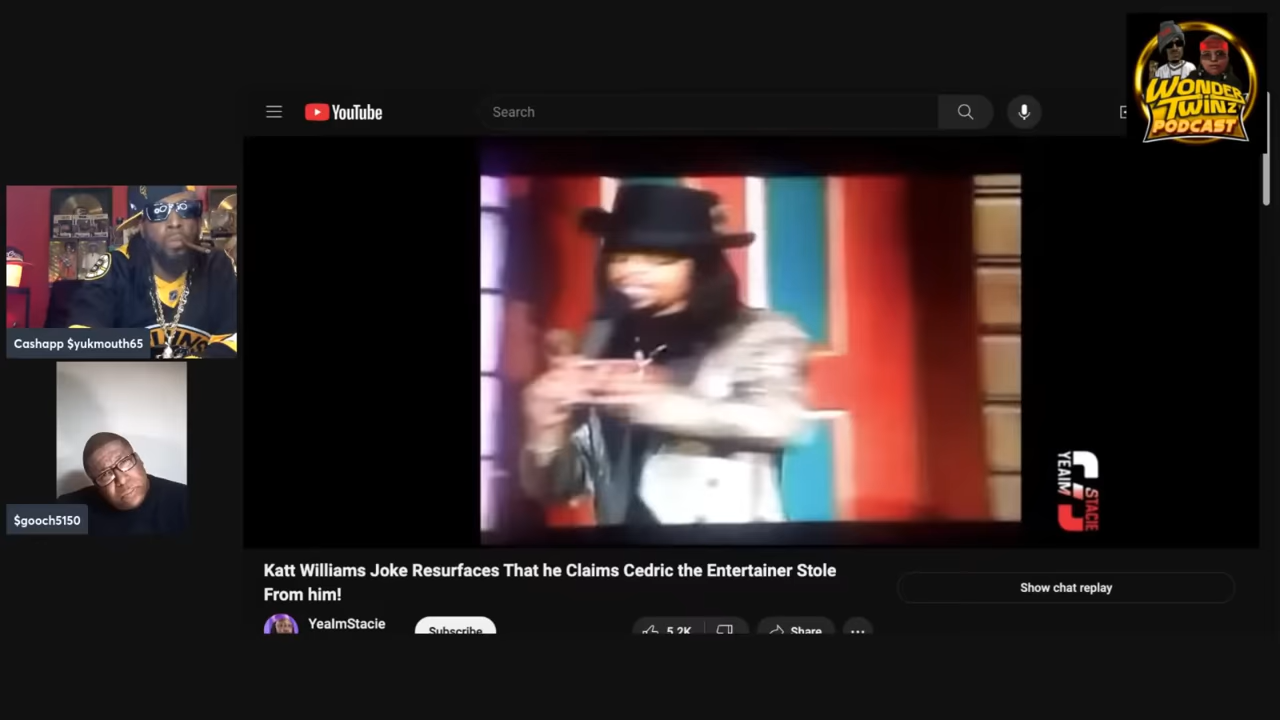 YouTube
Search
WONDER
TWINZ
PODCAST
Cashapp $yukmouth65
$gooch5150
YEAIM
STACIE
Katt Williams Joke Resurfaces That he Claims Cedric the Entertainer Stole
From him!
Show chat replay
YeaImStacie
Subscribe
5.2K
Share